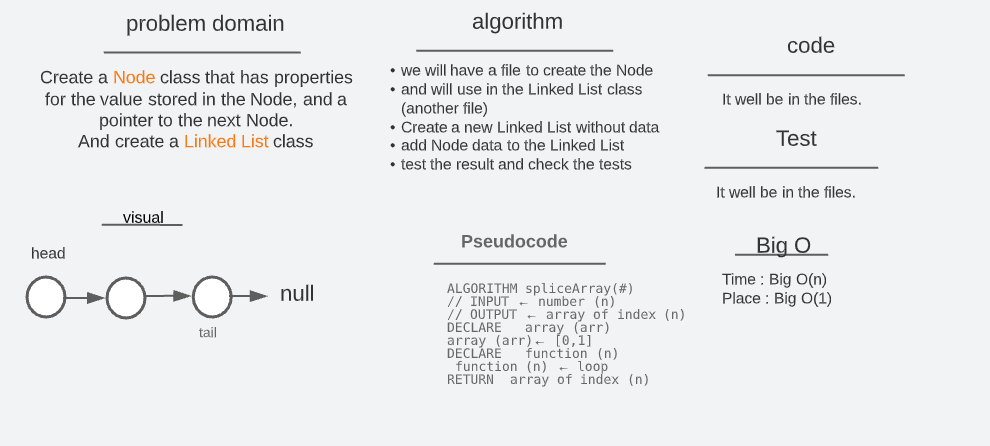 problem domain
Create a Node class that has properties
for the value stored in the Node, and a
pointer to the next Node.
And create a Linked List class
visual
head
null
tail
algorithm
• we will have a file to create the Node
• and will use in the Linked List class
(another file)
• Create a new Linked List without data
• add Node data to the Linked List
• test the result and check the tests
Pseudocode
ALGORITHM spliceArray(#)
// INPUT ← number (n)
// OUTPUT ← array of index (n)
DECLARE   array (arr)
array (arr)← [0,1]
DECLARE   function (n)
 function (n) ← loop
RETURN  array of index (n)
code
It well be in the files.
Test
It well be in the files.
Big O
Time : Big O(n)
Place : Big O(1)